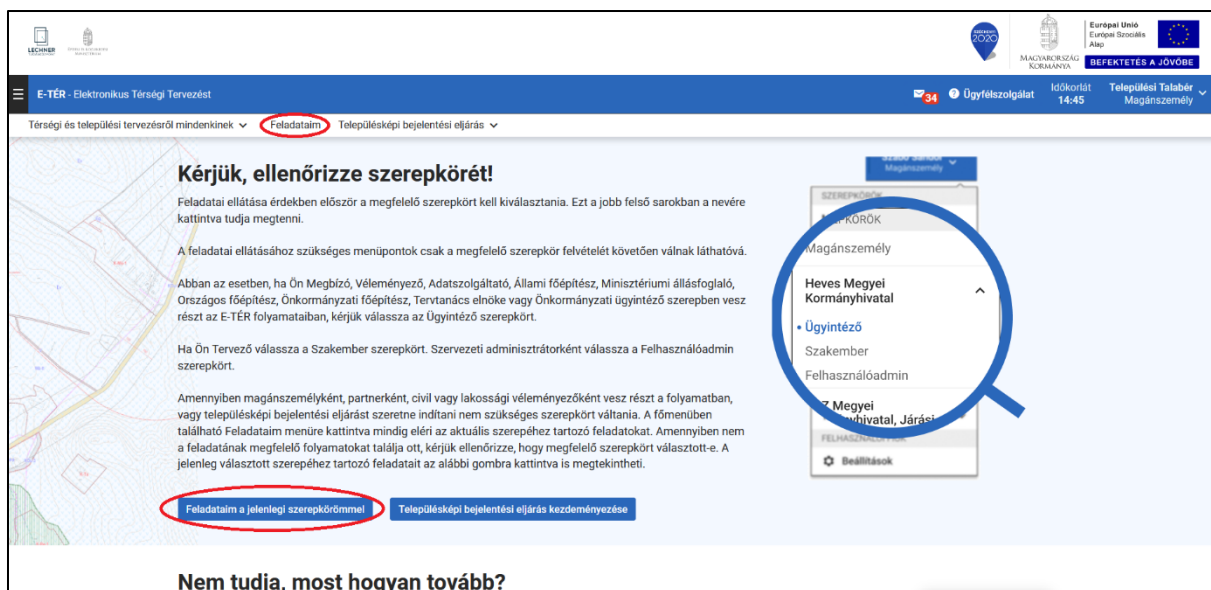 LECHNER
SZÉCHENYI
2020
MAGYARORSZÁG
KORMÁNYA
Európai Unió
Európai Szociális
Alap
BEFEKTETÉS A JÖVŐBE
E-TÉR - Elektronikus Térségi Tervezést
34
Ügyfélszolgálat
Időkorlát
14:45
Települési Talabér
Magánszemély
Térségi és települési tervezésről mindenkinek
Feladataim
Településképi bejelentési eljárás
Kérjük, ellenőrizze szerepkörét!
Feladatai ellátása érdekben először a megfelelő szerepkört kell kiválasztania. Ezt a jobb felső sarokban a nevére
kattintva tudja megtenni.
A feladatai ellátásához szükséges menüpontok csak a megfelelő szerepkör felvételét követően válnak láthatóvá.
Abban az esetben, ha Ön Megbízó, Véleményező, Adatszolgáltató, Állami főépítész, Minisztériumi állásfoglaló,
Országos főépítész, Önkormányzati főépítész, Tervtanács elnöke vagy Önkormányzati ügyintéző szerepben vesz
részt az E-TÉR folyamataiban, kérjük válassza az Ügyintéző szerepkört.
Ha Ön Tervező válassza a Szakember szerepkört. Szervezeti adminisztrátorként válassza a Felhasználóadmin
szerepkört.
Amennyiben magánszemélyként, partnerként, civil vagy lakossági véleményezőként vesz részt a folyamatban,
vagy településképi bejelentési eljárást szeretne indítani nem szükséges szerepkört váltania. A főmenüben
található Feladataim menüre kattintva mindig eléri az aktuális szerepéhez tartozó feladatokat. Amennyiben nem
a feladatának megfelelő folyamatokat találja ott, kérjük ellenőrizze, hogy megfelelő szerepkört választott-e. A
jelenleg választott szerepéhez tartozó feladatait az alábbi gombra kattintva is megtekintheti.
Feladataim a jelenlegi szerepkörömmel
Településképi bejelentési eljárás kezdeményezése
Szabó Sándor
Magánszemély
SZEREPKÖRÖK
Magánszemély
Heves Megyei
Kormányhivatal
• Ügyintéző
Szakember
Felhasználóadmin
Megyei
Járási
Beállítások
Nem tudja, most hogyan tovább?